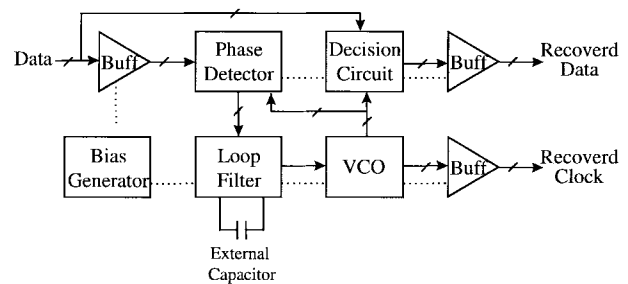 Data
Buff
Phase
Detector
Decision
Circuit
Buff
Recoverd
Data
Bias
Generator
Loop
Filter
VCO
Buff
Recoverd
Clock
External
Capacitor